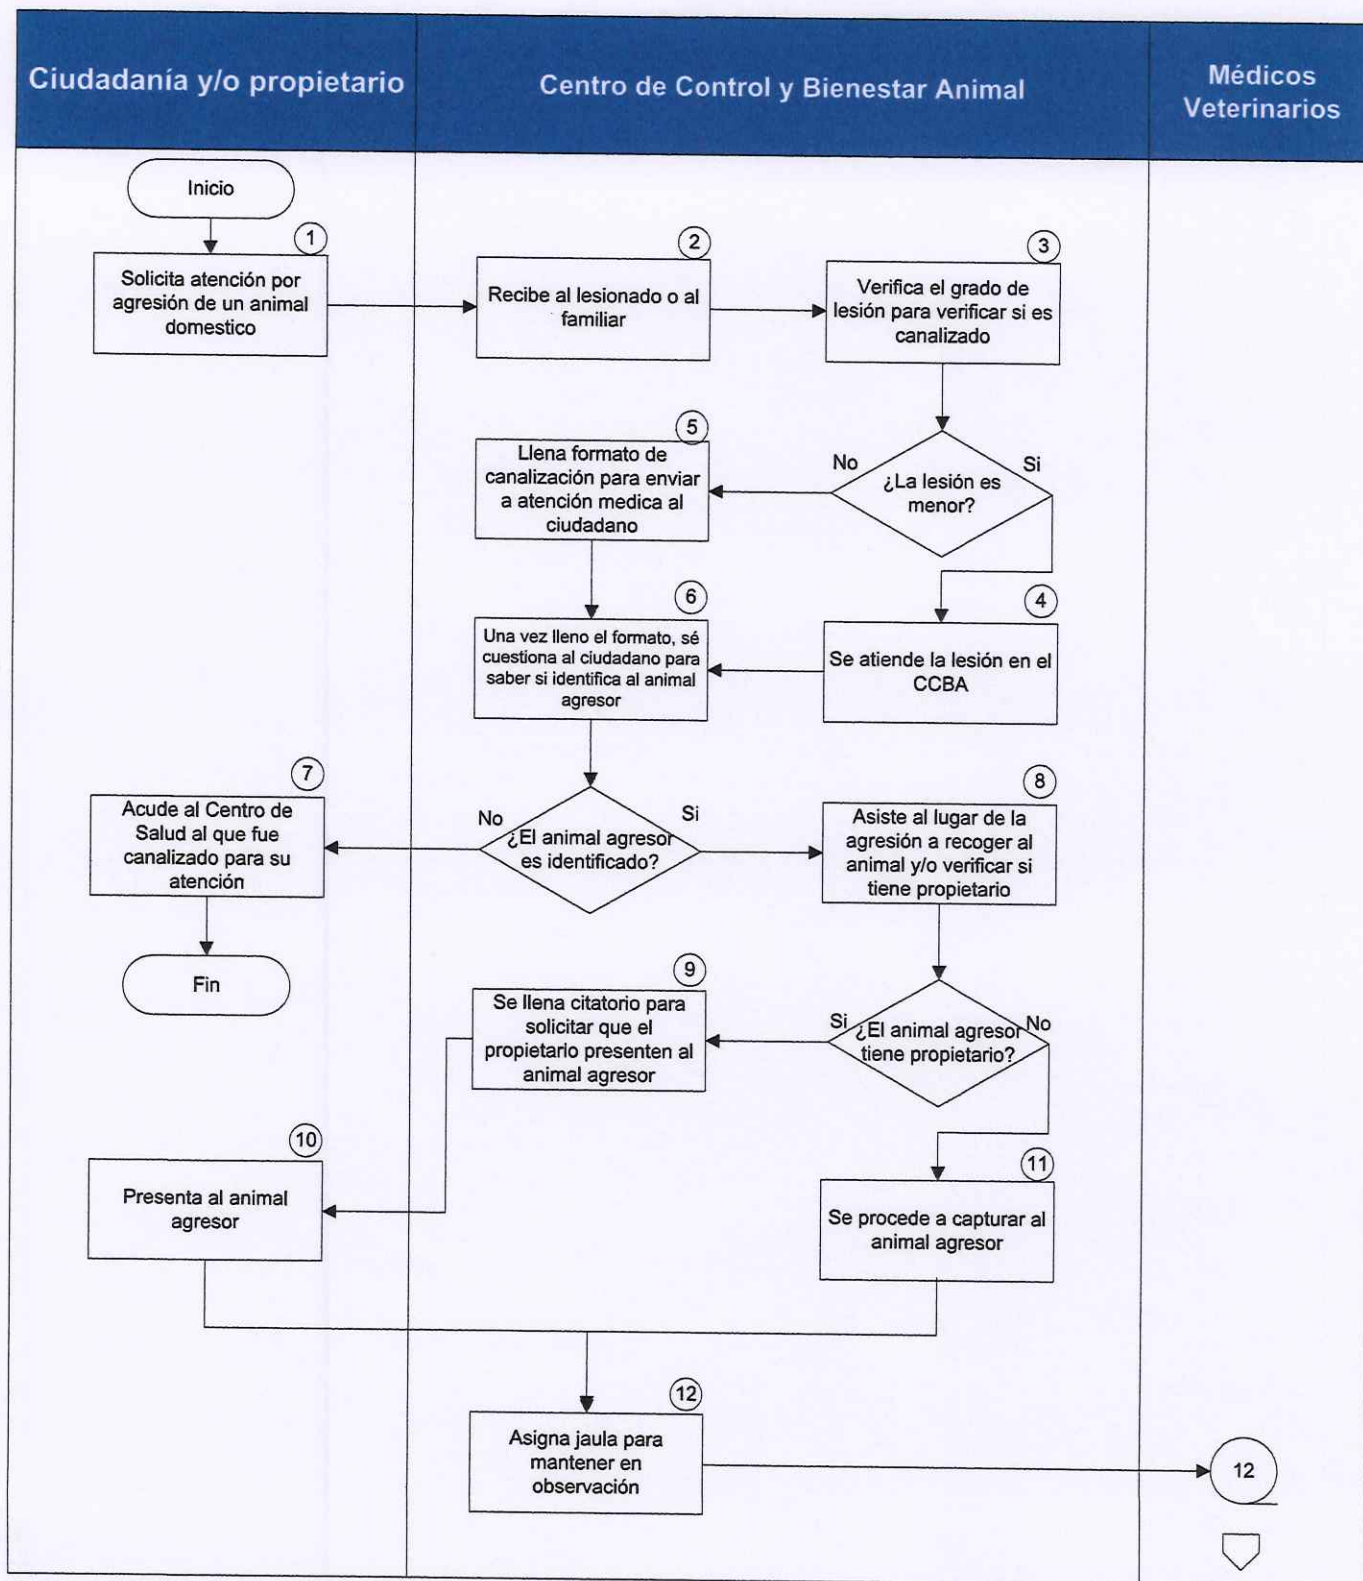 Ciudadanía y/o propietario
Centro de Control y Bienestar Animal
Médicos
Veterinarios
Inicio
1
Solicita atención por
agresión de un animal
domestico
2
Recibe al lesionado o al
familiar
3
Verifica el grado de
lesión para verificar si es
canalizado
¿La lesión es
menor?
No
Si
5
Llena formato de
canalización para enviar
a atención medica al
ciudadano
4
Se atiende la lesión en el
CCBA
6
Una vez lleno el formato, sé
cuestiona al ciudadano para
saber si identifica al animal
agresor
¿El animal agresor
es identificado?
No
Si
7
Acude al Centro de
Salud al que fue
canalizado para su
atención
Fin
8
Asiste al lugar de la
agresión a recoger al
animal y/o verificar si
tiene propietario
¿El animal agresor
tiene propietario?
Si
No
9
Se llena citatorio para
solicitar que el
propietario presenten al
animal agresor
10
Presenta al animal
agresor
11
Se procede a capturar al
animal agresor
12
Asigna jaula para
mantener en
observación
12